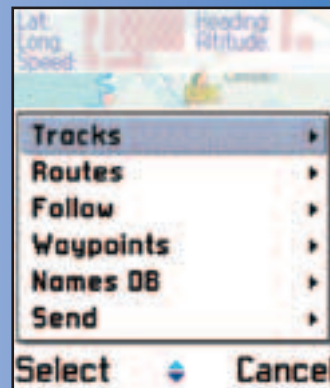 Lat: Heading:
Long: Altitude:
Speed:
Tracks
Routes
Follow
Waypoints
Names DB
Send
Select Cancel